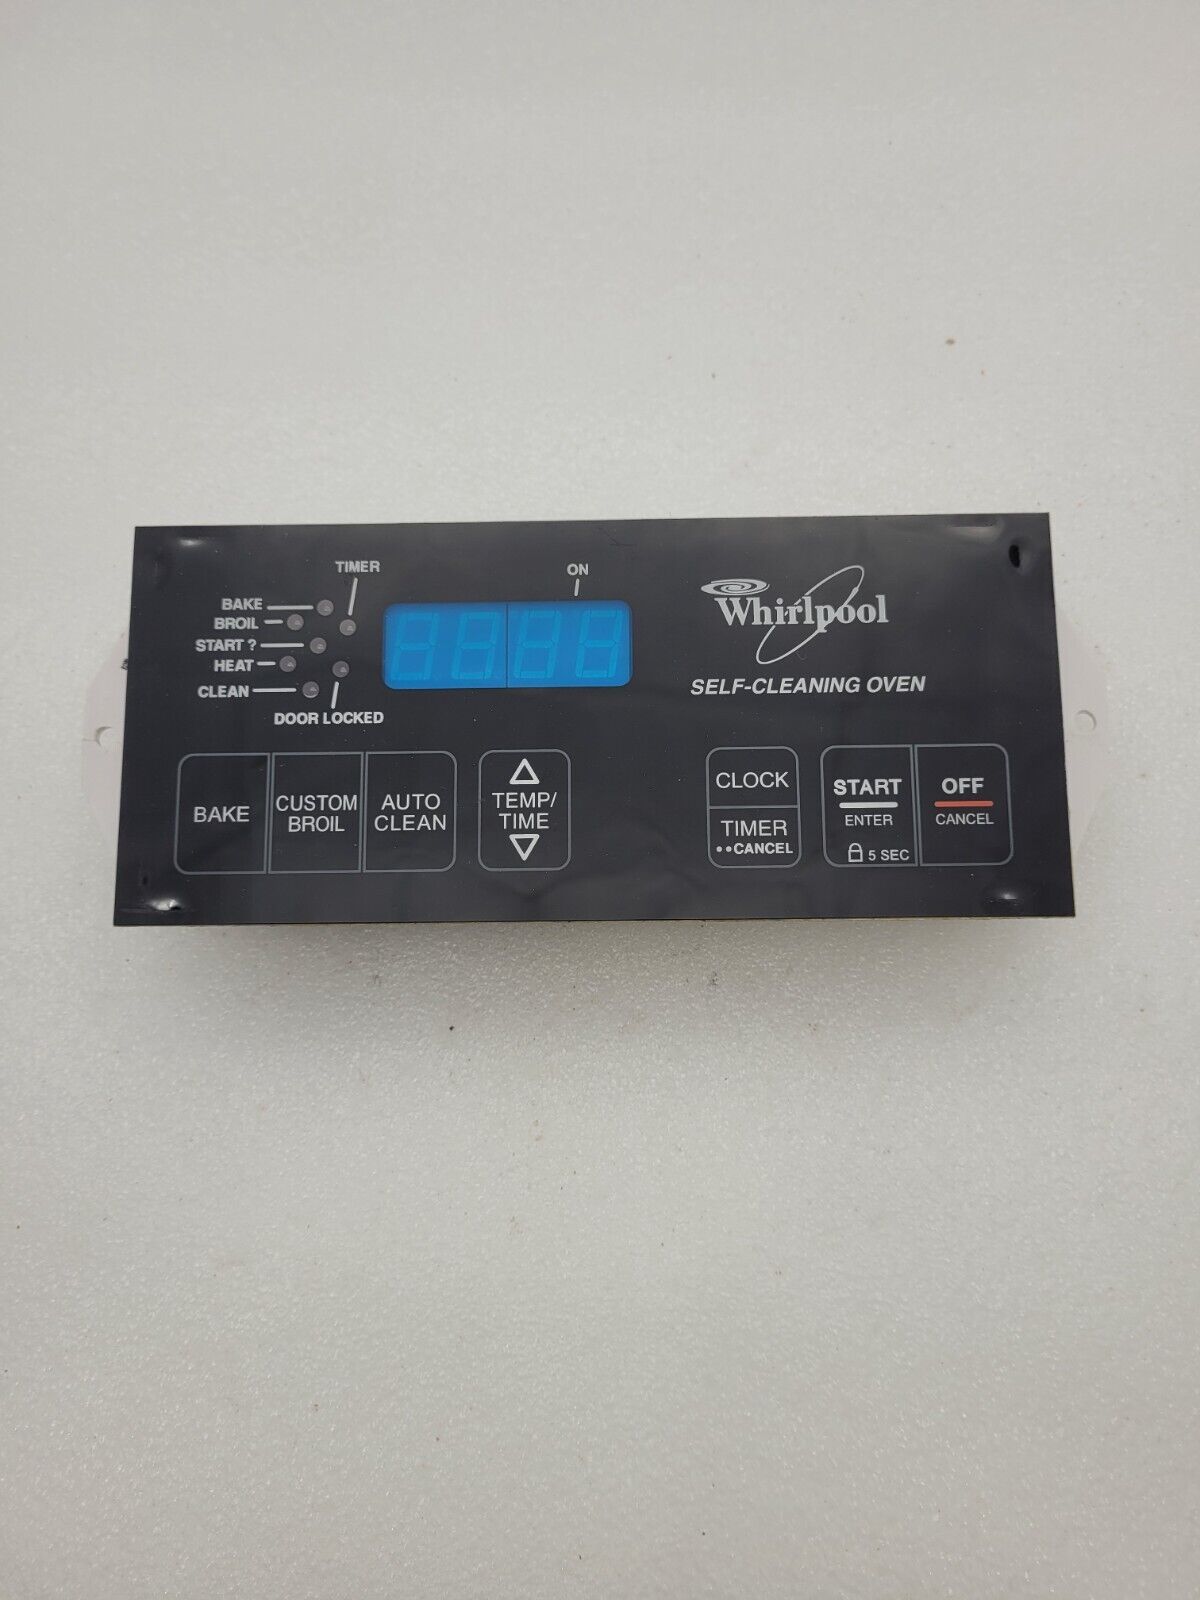 TIMER
ON
BAKE
BROIL
START ?
HEAT
CLEAN
DOOR LOCKED
Whirlpool
SELF-CLEANING OVEN
BAKE
CUSTOM
BROIL
AUTO
CLEAN
TEMP/
TIME
CLOCK
TIMER
••CANCEL
START
ENTER
5 SEC
OFF
CANCEL